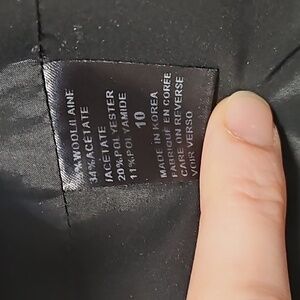 WOOL/LAINE
34%ACETATE
/ACETATE
20%POLYESTER
11%POLYAMIDE
10
MADE IN KOREA
FABRIQUE EN CORÉE
CARE ON REVERSE
VOIR VERSO